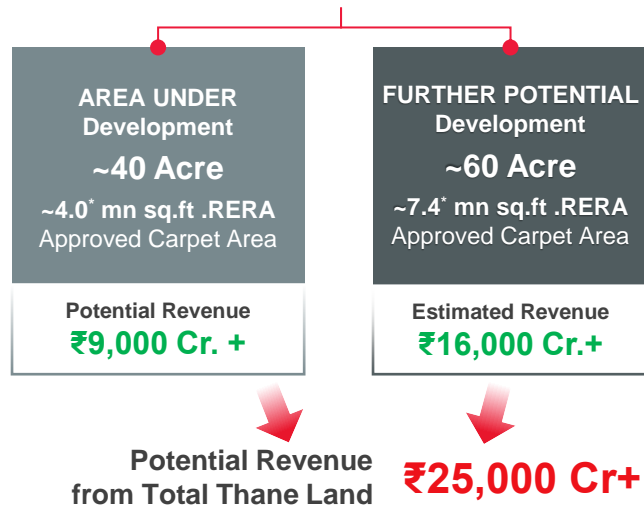 AREA UNDER
Development
~40 Acre
~4.0* mn sq.ft .RERA
Approved Carpet Area
Potential Revenue
₹9,000 Cr. +
FURTHER POTENTIAL
Development
~60 Acre
~7.4* mn sq.ft .RERA
Approved Carpet Area
Estimated Revenue
₹16,000 Cr.+
Potential Revenue
from Total Thane Land
₹25,000 Cr+